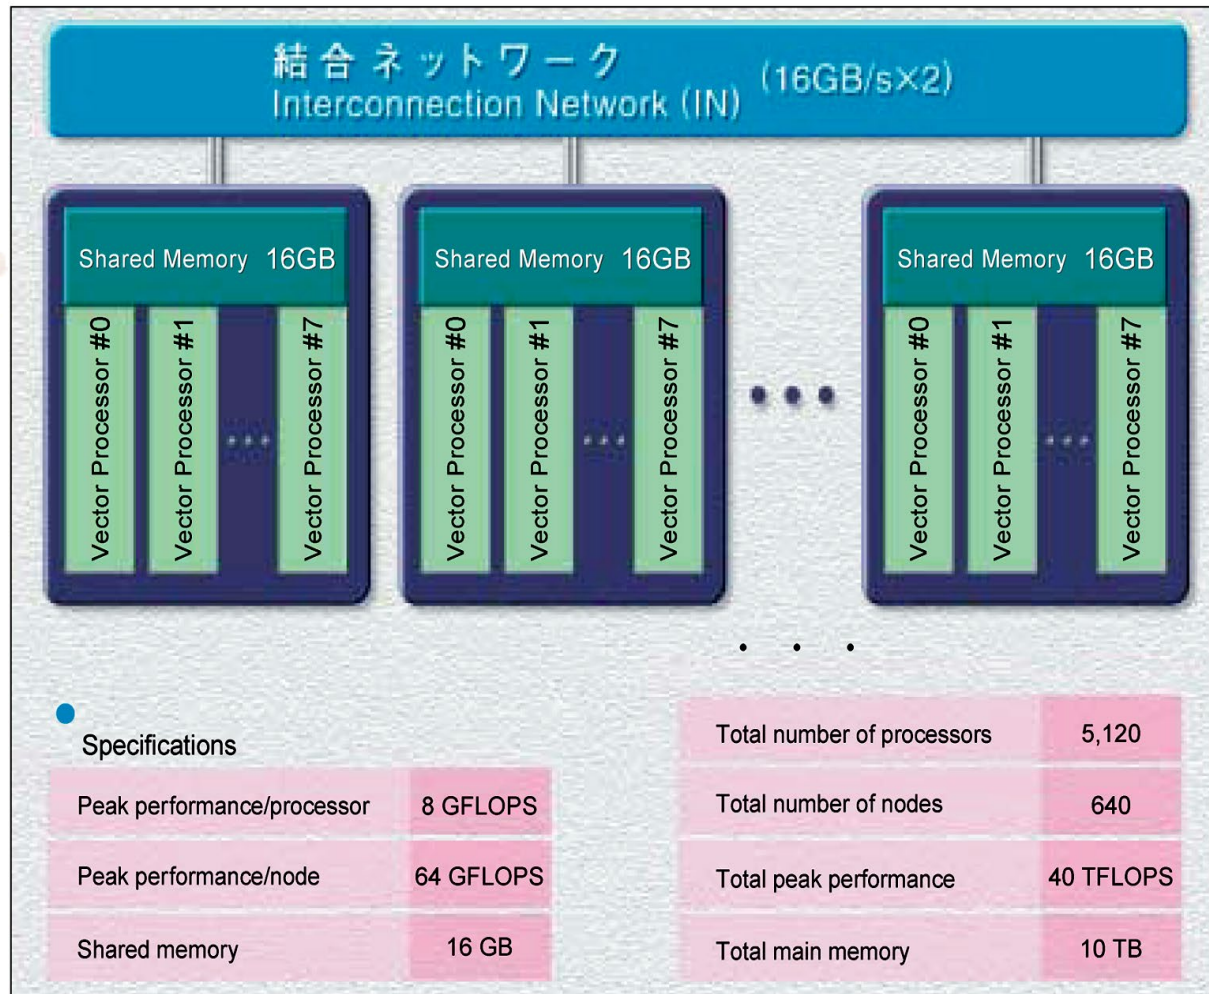 結合ネットワーク
Interconnection Network (IN) (16GB/s×2)
Shared Memory 16GB
Vector Processor #0
Vector Processor #1
...
Vector Processor #7
Shared Memory 16GB
Vector Processor #0
Vector Processor #1
...
Vector Processor #7
...
Shared Memory 16GB
Vector Processor #0
Vector Processor #1
...
Vector Processor #7
. . .
● Specifications
Peak performance/processor 8 GFLOPS
Peak performance/node 64 GFLOPS
Shared memory 16 GB
Total number of processors 5,120
Total number of nodes 640
Total peak performance 40 TFLOPS
Total main memory 10 TB